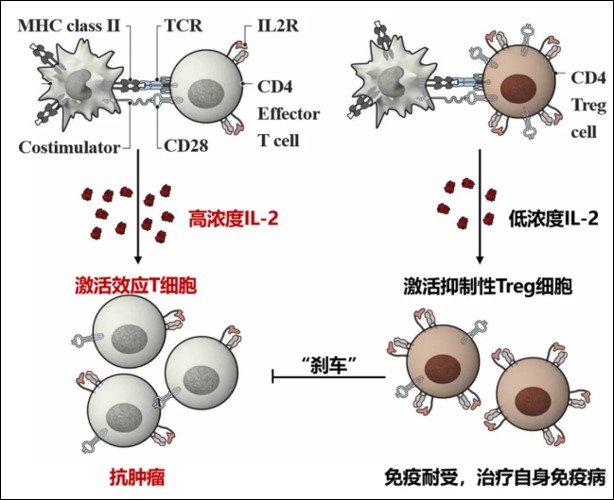 MHC class II
TCR
IL2R
CD4
Effector
T cell
Costimulator
CD28
CD4
Treg
cell
高浓度IL-2
低浓度IL-2
激活效应T细胞
激活抑制性Treg细胞
“刹车”
抗肿瘤
免疫耐受，治疗自身免疫病